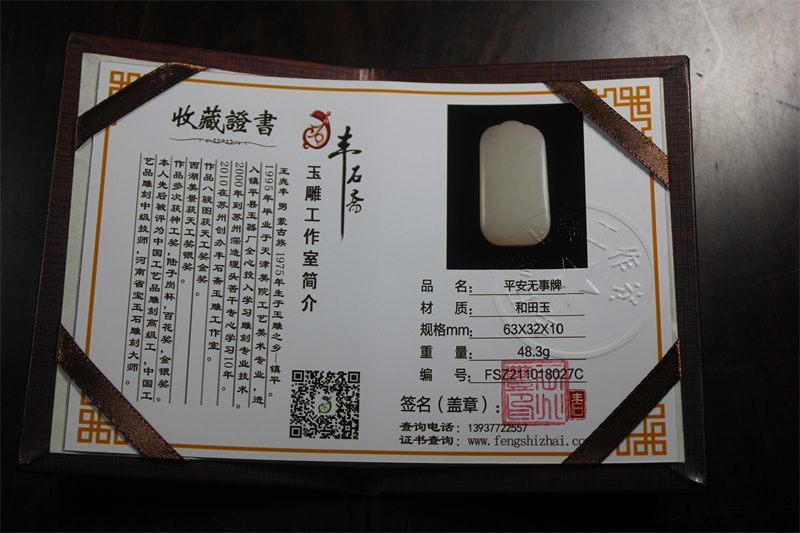 收藏證書
丰石斋
玉雕工作室简介
王兆丰 男 蒙古族 1975年生于玉雕之乡—镇平。
1995年毕业于天津美院工艺美术专业，进
入镇平县玉器厂全心投入学习雕刻专业技术。
2000年到苏州深造埋头苦干专心学习10年。
2010在苏州创办丰石斋玉雕工作室。
作品八骏图获天工奖金奖。
西湖美景获天工奖银奖。
作品多次获神工奖，陆子岗杯，百花奖，金银奖。
本人先后被评为中国工艺品雕刻高级工，中国工
艺品雕刻中级技师，河南省宝玉石雕刻大师。
品 名：平安无事牌
材 质：和田玉
规格mm：63X32X10
重 量：48.3g
编 号：FSZ211018027C
签名（盖章）：
查询电话：13937722557
证书查询：www.fengshizhai.co